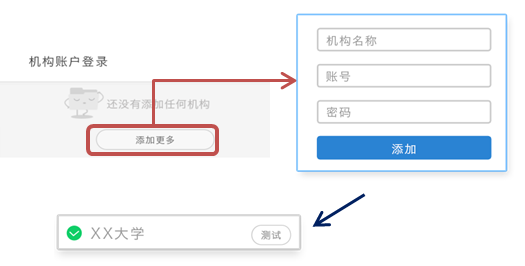 机构账户登录
还没有添加任何机构
添加更多
机构名称
账号
密码
添加
XX大学
测试